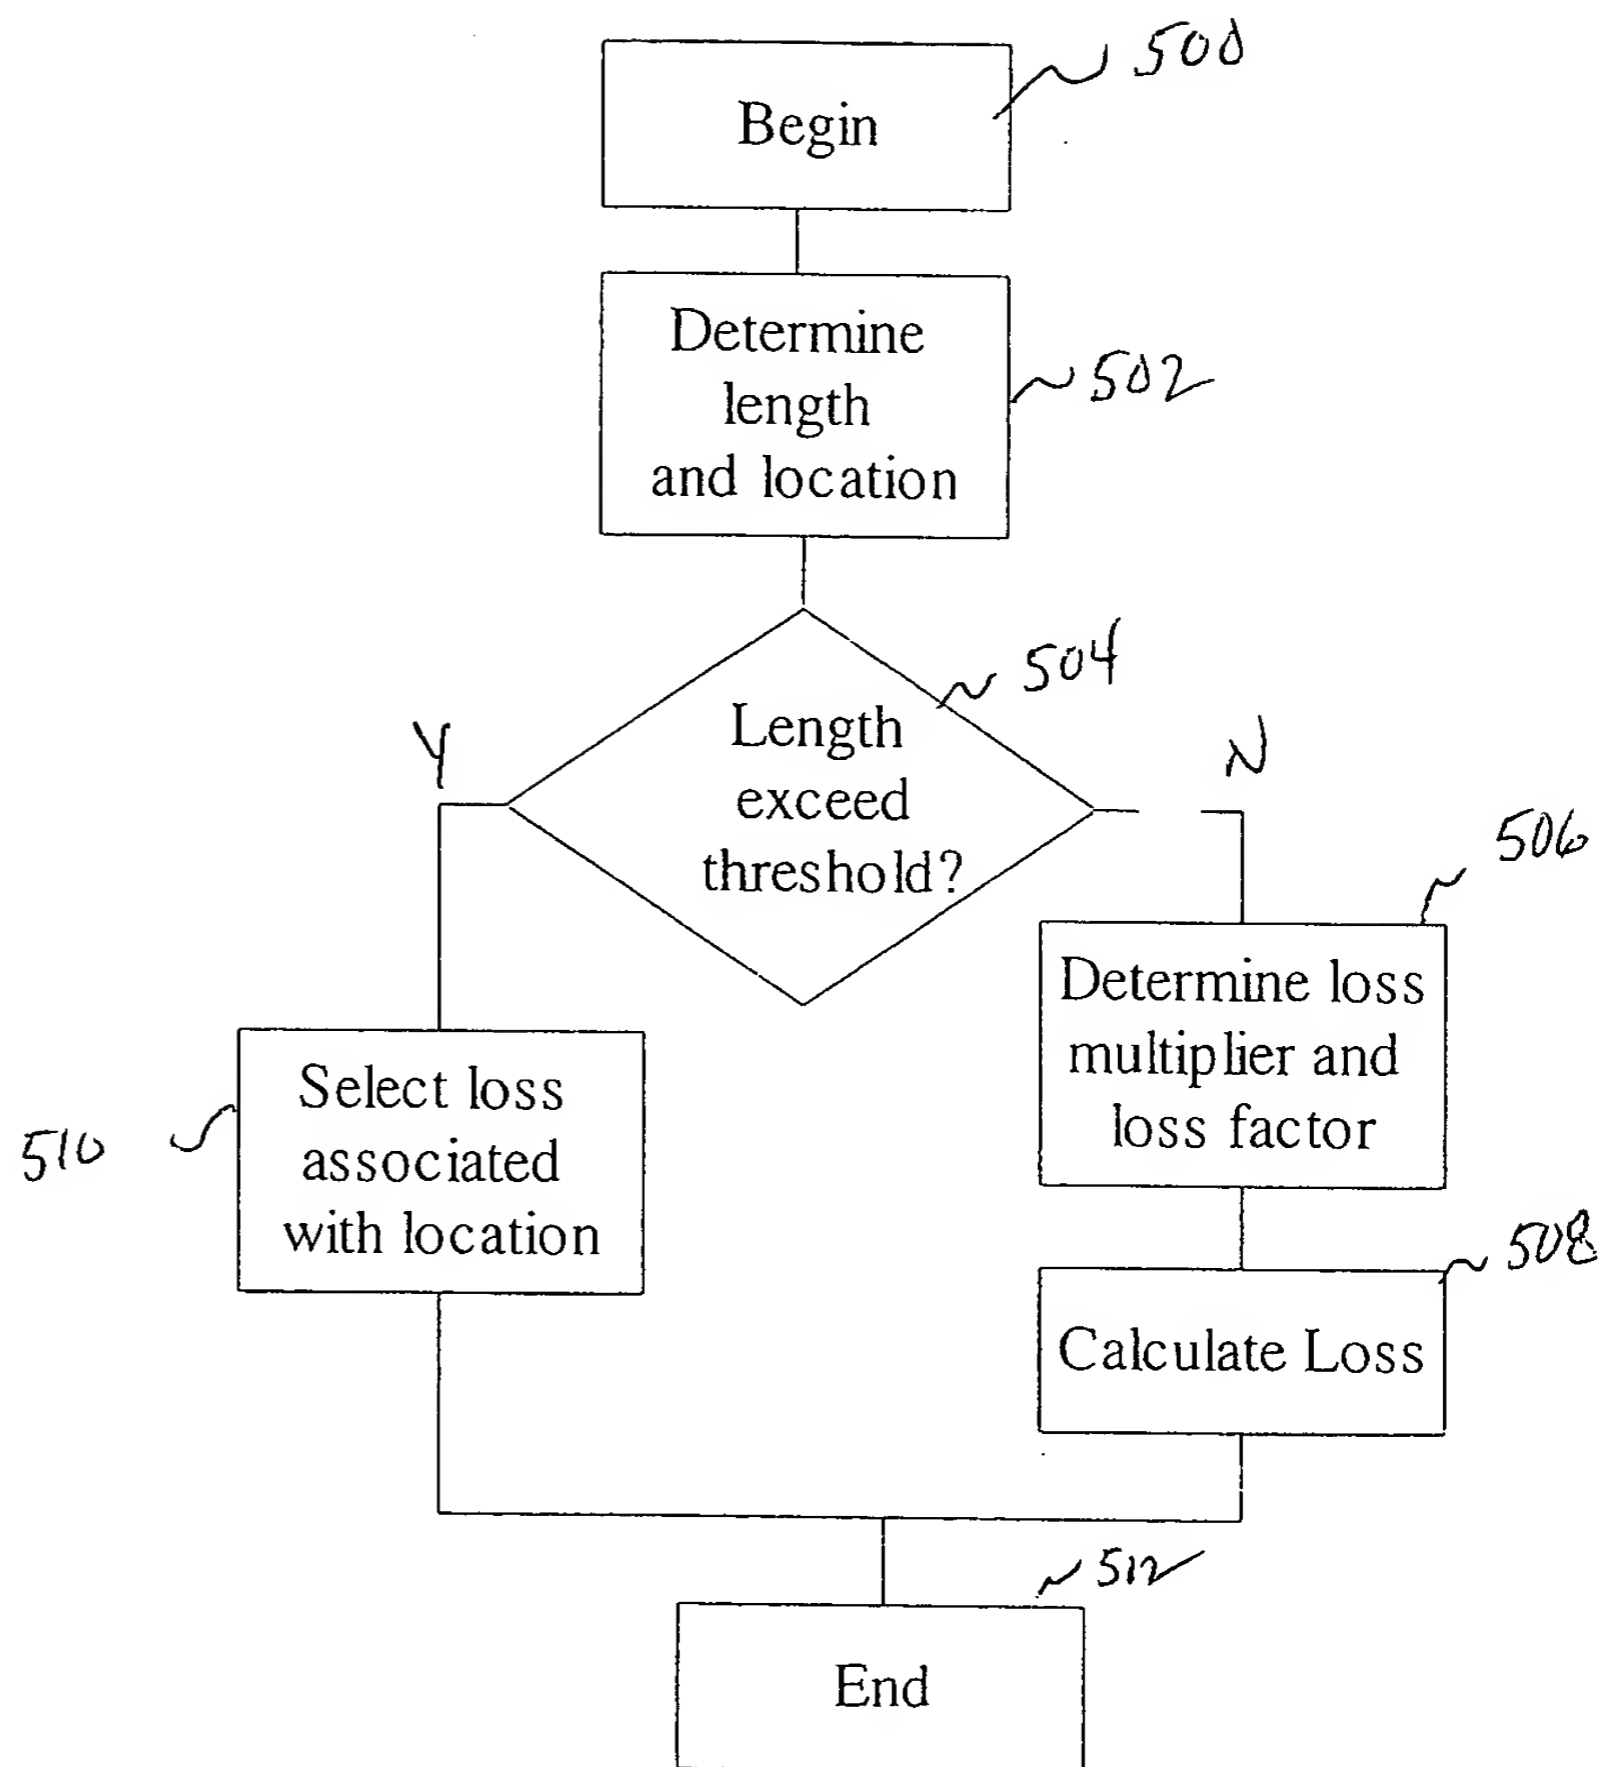 500
Begin
Determine
length
and location
502
504
Length
exceed
threshold?
Y
N
506
Determine loss
multiplier and
loss factor
510
Select loss
associated
with location
508
Calculate Loss
512
End